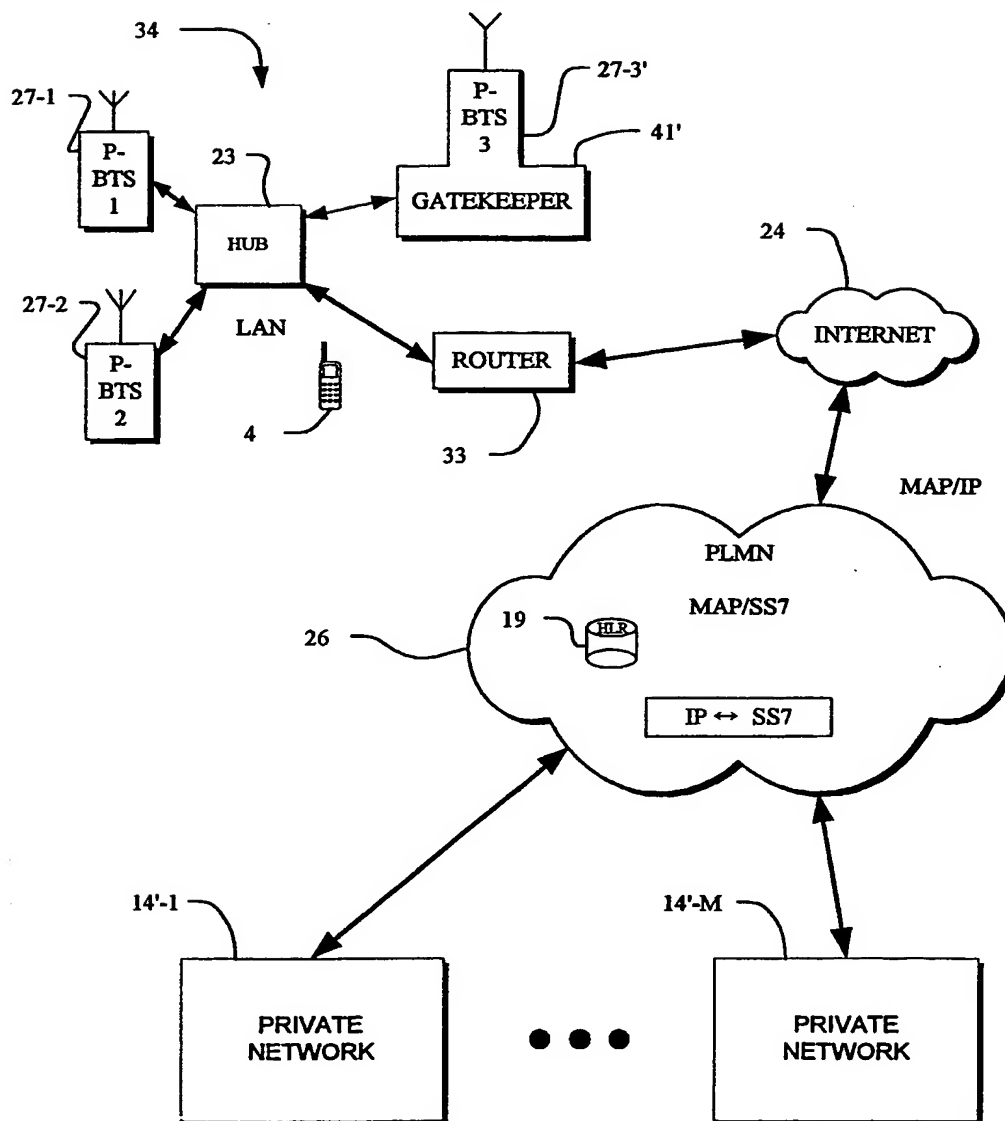 34
27-1
P-
BTS
1
23
HUB
P-
BTS
3
27-3'
41'
GATEKEEPER
24
INTERNET
27-2
P-
BTS
2
LAN
4
ROUTER
33
MAP/IP
PLMN
MAP/SS7
19
HLR
26
IP ↔ SS7
14'-1
14'-M
PRIVATE
NETWORK
PRIVATE
NETWORK